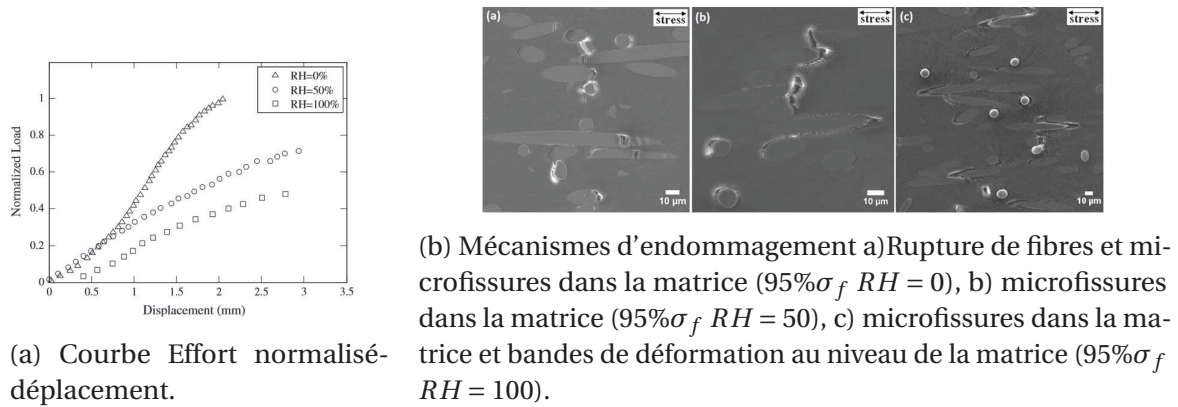 1
0.8
0.6
0.4
0.2
0
Normalized Load
0 0.5 1 1.5 2 2.5 3 3.5
Displacement (mm)
RH=0%
RH=50%
RH=100%
(a) Courbe Effort normalisé-
déplacement.
(a) stress 10 µm
(b) stress 10 µm
(c) stress 10 µm
(b) Mécanismes d'endommagement a)Rupture de fibres et mi-
crofissures dans la matrice (95%σf RH = 0), b) microfissures
dans la matrice (95%σf RH = 50), c) microfissures dans la ma-
trice et bandes de déformation au niveau de la matrice (95%σf
RH = 100).